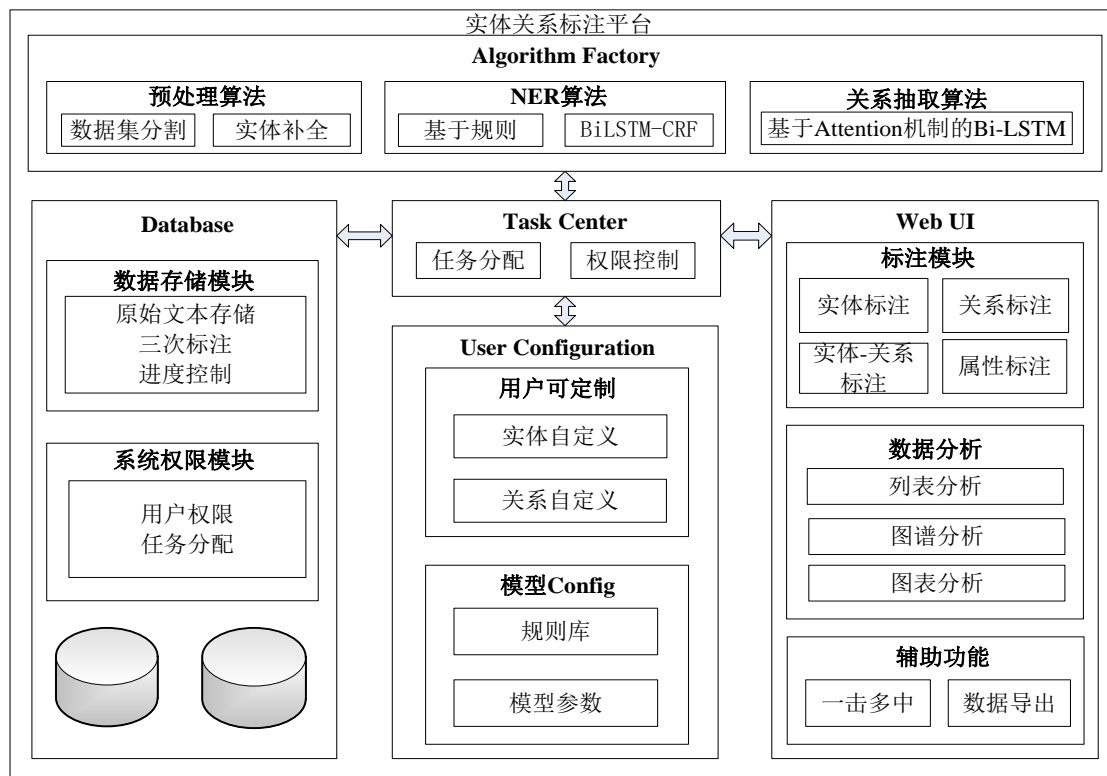 实体关系标注平台
Algorithm Factory
预处理算法
数据集分割
实体补全
NER算法
基于规则
BiLSTM-CRF
关系抽取算法
基于Attention机制的Bi-LSTM
Database
数据存储模块
原始文本存储
三次标注
进度控制
系统权限模块
用户权限
任务分配
Task Center
任务分配
权限控制
User Configuration
用户可定制
实体自定义
关系自定义
模型Config
规则库
模型参数
Web UI
标注模块
实体标注
关系标注
实体-关系
标注
属性标注
数据分析
列表分析
图谱分析
图表分析
辅助功能
一击多中
数据导出